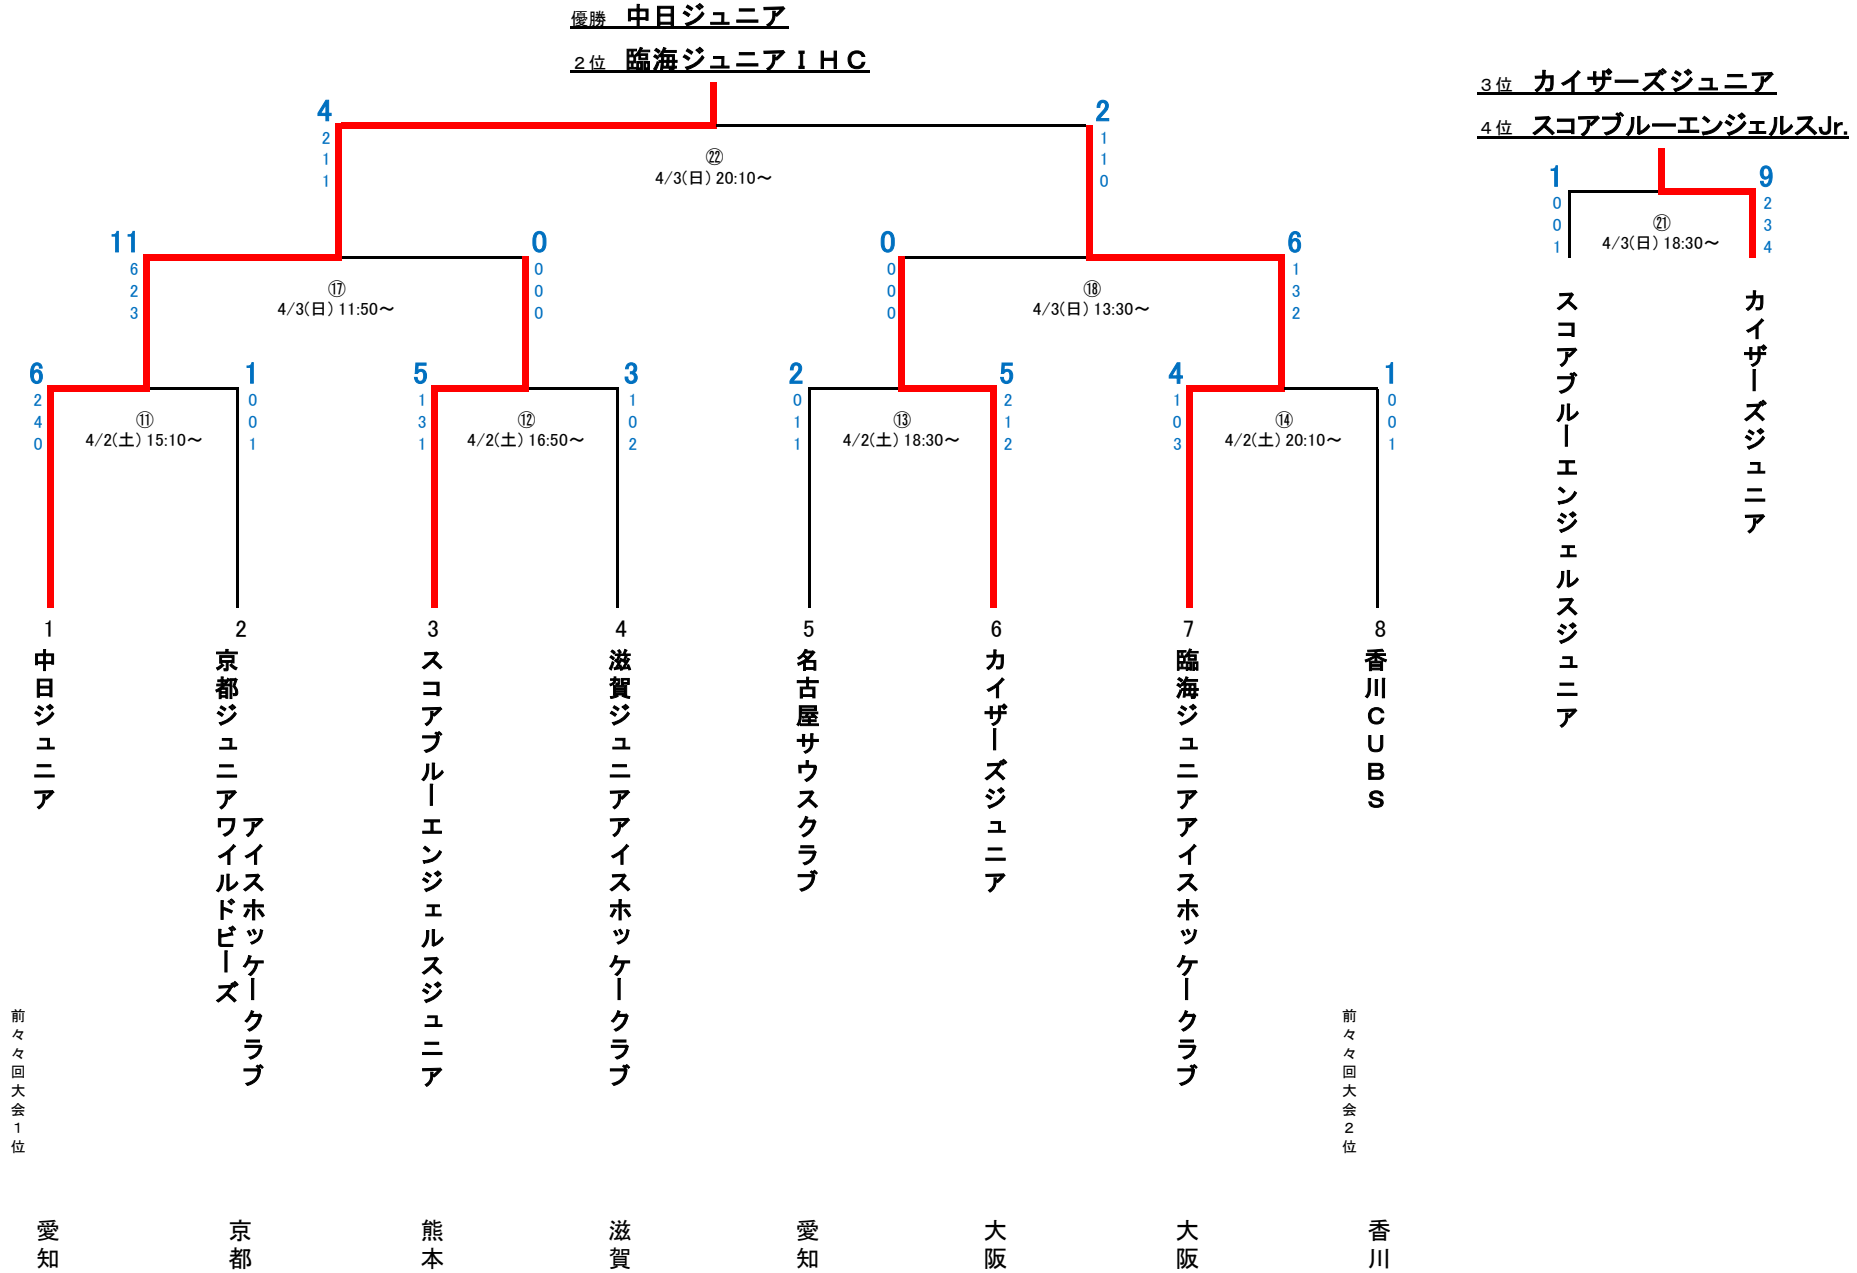 優勝 中日ジュニア
２位 臨海ジュニアＩＨＣ
３位 カイザーズジュニア
４位 スコアブルーエンジェルスJr.
4
2
1
1
2
1
1
0
㉒
4/3(日) 20:10～
1
0
0
1
9
2
3
4
㉑
4/3(日) 18:30～
スコアブルーエンジェルスジュニア
カイザーズジュニア
11
6
2
3
0
0
0
0
⑰
4/3(日) 11:50～
0
0
0
0
6
1
3
2
⑱
4/3(日) 13:30～
6
2
4
0
1
0
0
1
⑪
4/2(土) 15:10～
5
1
3
1
3
1
0
2
⑫
4/2(土) 16:50～
2
0
1
1
5
2
1
2
⑬
4/2(土) 18:30～
4
1
0
3
1
0
0
1
⑭
4/2(土) 20:10～
1
中日ジュニア
前々々回大会１位
愛知
2
京都ジュニアワイルドビーズ
アイスホッケークラブ
京都
3
スコアブルーエンジェルスジュニア
熊本
4
滋賀ジュニアアイスホッケークラブ
滋賀
5
名古屋サウスクラブ
愛知
6
カイザーズジュニア
大阪
7
臨海ジュニアアイスホッケークラブ
大阪
8
香川ＣＵＢＳ
前々々回大会２位
香川